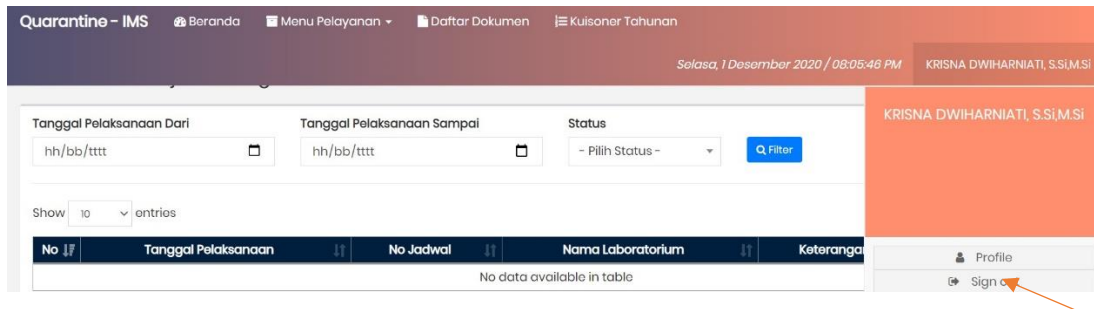 Quarantine - IMS Beranda Menu Pelayanan Daftar Dokumen Kuisoner Tahunan
Selasa, 1 Desember 2020 / 08:05:46 PM KRISNA DWIHARNIATI, S.Si,M.Si
KRISNA DWIHARNIATI, S.Si,M.Si
Tanggal Pelaksanaan Dari Tanggal Pelaksanaan Sampai Status
hh/bb/tttt hh/bb/tttt - Pilih Status - Filter
Show 10 entries
No Tanggal Pelaksanaan No Jadwal Nama Laboratorium Keterangan
No data available in table
Profile
Sign